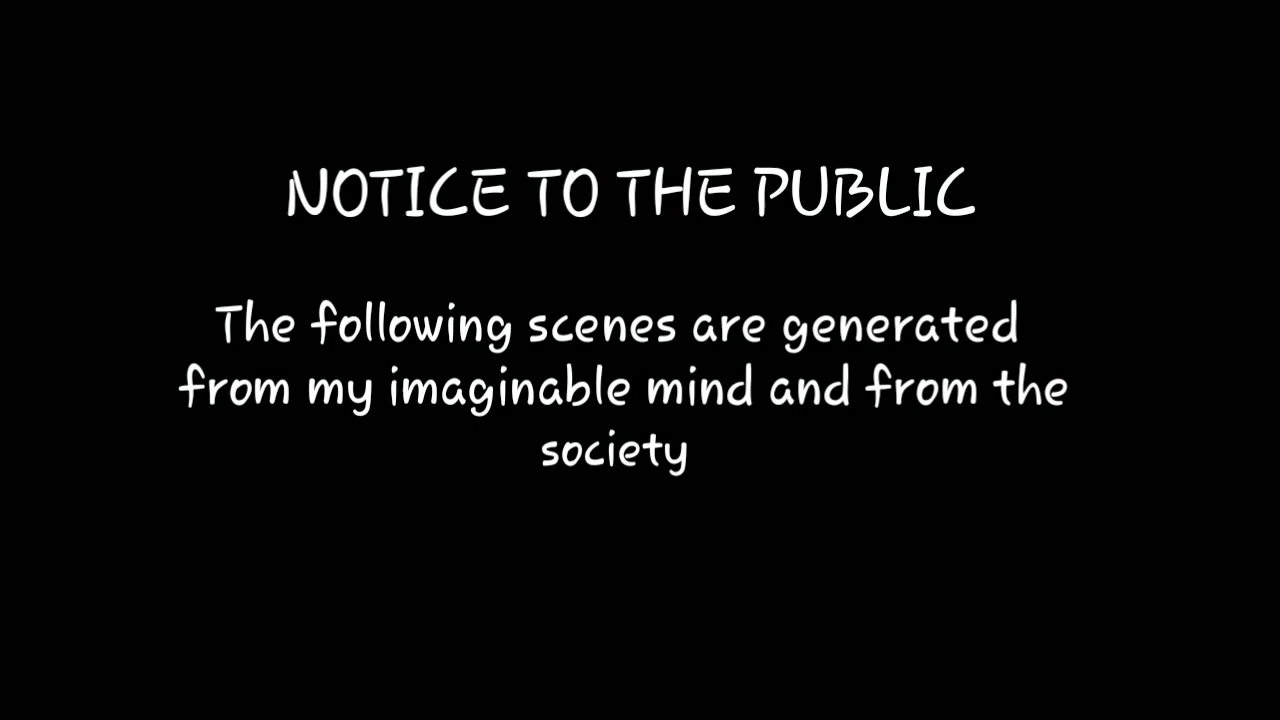 NOTICE TO THE PUBLIC
The following scenes are generated
from my imaginable mind and from the
society